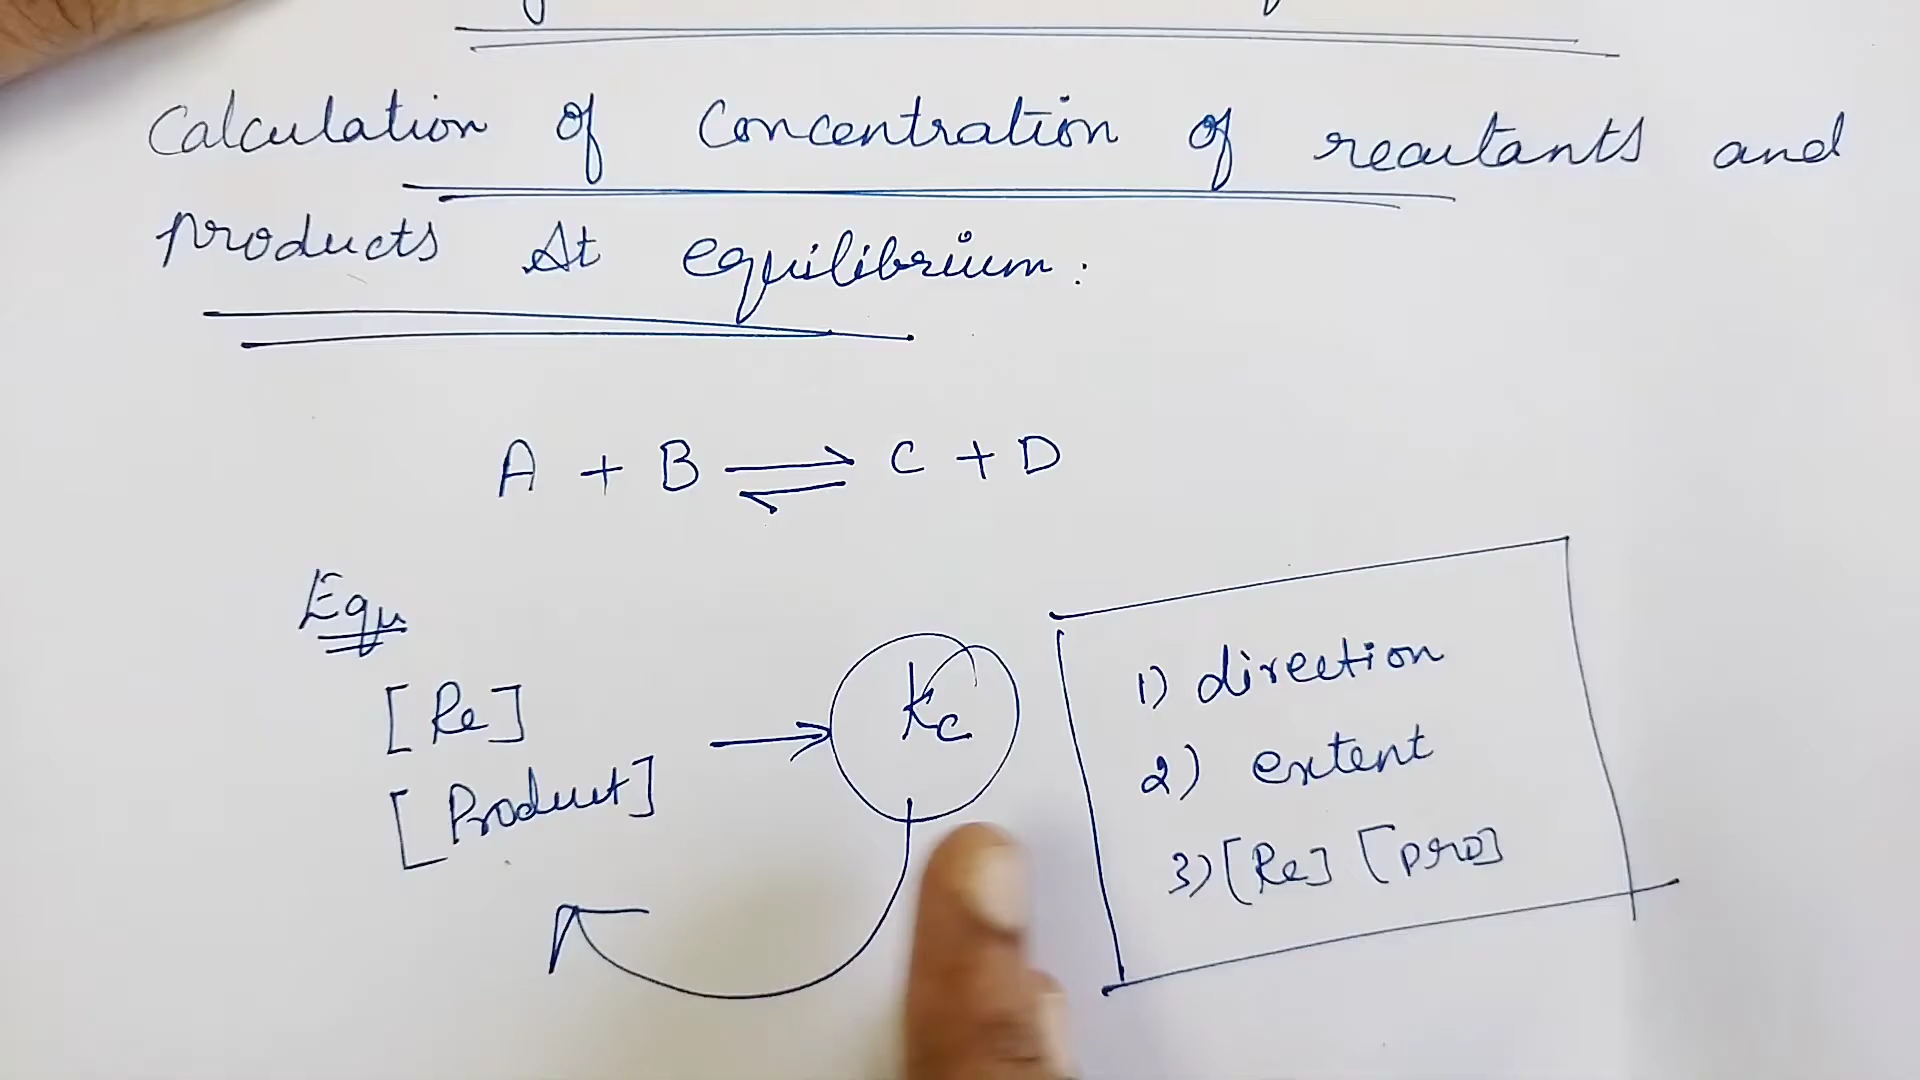 Calculation of Concentration of reactants and
products At equilibrium:
A + B ⇌ C + D
Equ
[Re]
[Product]
Kc
1) direction
2) extent
3) [Re] [pro]